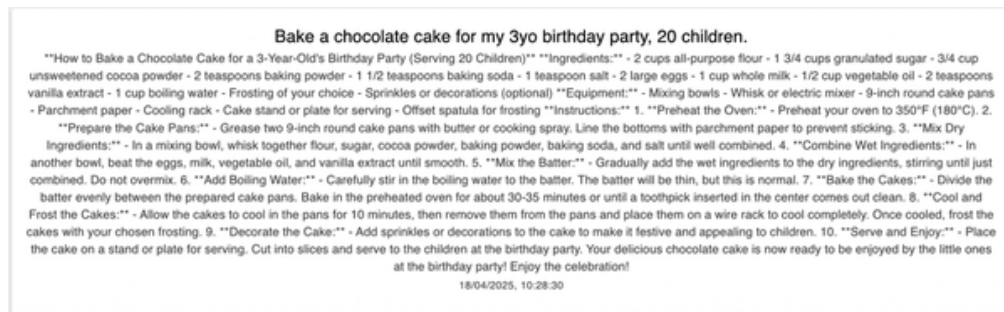 Bake a chocolate cake for my 3yo birthday party, 20 children.
**How to Bake a Chocolate Cake for a 3-Year-Old's Birthday Party (Serving 20 Children)** **Ingredients:** - 2 cups all-purpose flour - 1 3/4 cups granulated sugar - 3/4 cup
unsweetened cocoa powder - 2 teaspoons baking powder - 1 1/2 teaspoons baking soda - 1 teaspoon salt - 2 large eggs - 1 cup whole milk - 1/2 cup vegetable oil - 2 teaspoons
vanilla extract - 1 cup boiling water - Frosting of your choice - Sprinkles or decorations (optional) **Equipment:** - Mixing bowls - Whisk or electric mixer - 9-inch round cake pans
- Parchment paper - Cooling rack - Cake stand or plate for serving - Offset spatula for frosting **Instructions:** 1. **Preheat the Oven:** - Preheat your oven to 350°F (180°C). 2.
**Prepare the Cake Pans:** - Grease two 9-inch round cake pans with butter or cooking spray. Line the bottoms with parchment paper to prevent sticking. 3. **Mix Dry
Ingredients:** - In a mixing bowl, whisk together flour, sugar, cocoa powder, baking powder, baking soda, and salt until well combined. 4. **Combine Wet Ingredients:** - In
another bowl, beat the eggs, milk, vegetable oil, and vanilla extract until smooth. 5. **Mix the Batter:** - Gradually add the wet ingredients to the dry ingredients, stirring until just
combined. Do not overmix. 6. **Add Boiling Water:** - Carefully stir in the boiling water to the batter. The batter will be thin, but this is normal. 7. **Bake the Cakes:** - Divide the
batter evenly between the prepared cake pans. Bake in the preheated oven for about 30-35 minutes or until a toothpick inserted in the center comes out clean. 8. **Cool and
Frost the Cakes:** - Allow the cakes to cool in the pans for 10 minutes, then remove them from the pans and place them on a wire rack to cool completely. Once cooled, frost the
cakes with your chosen frosting. 9. **Decorate the Cake:** - Add sprinkles or decorations to the cake to make it festive and appealing to children. 10. **Serve and Enjoy:** - Place
the cake on a stand or plate for serving. Cut into slices and serve to the children at the birthday party. Your delicious chocolate cake is now ready to be enjoyed by the little ones
at the birthday party! Enjoy the celebration!
18/04/2025, 10:28:30